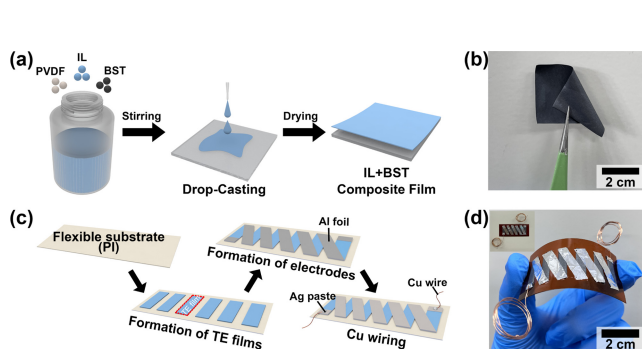 (a)
IL
PVDF
BST
Stirring
Drying
Drop-Casting
IL+BST
Composite Film
(b)
2 cm
(c)
Flexible substrate
(PI)
Formation of TE films
Al foil
Formation of electrodes
Ag paste
Cu wire
Cu wiring
(d)
2 cm